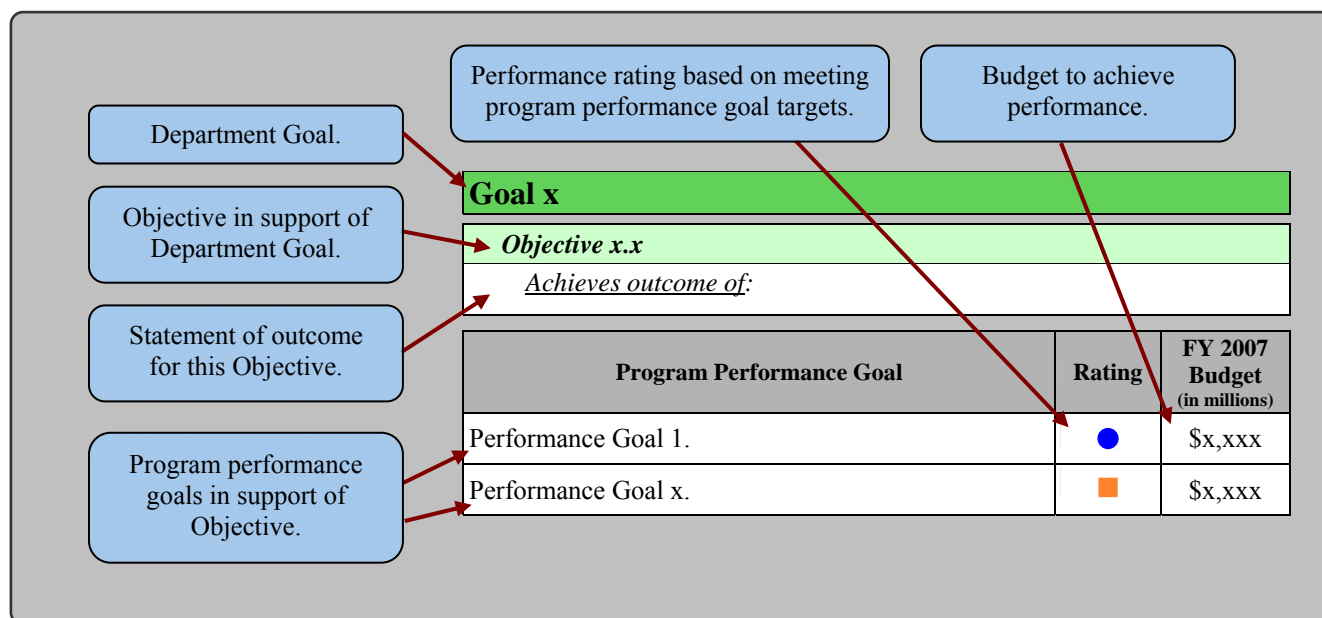 Performance rating based on meeting
program performance goal targets.
Budget to achieve
performance.
Department Goal.
Goal x
Objective in support of
Department Goal.
Objective x.x
Achieves outcome of:
Statement of outcome
for this Objective.
Program Performance Goal
Rating
FY 2007
Budget
(in millions)
Program performance
goals in support of
Objective.
Performance Goal 1.
$x,xxx
Performance Goal x.
$x,xxx